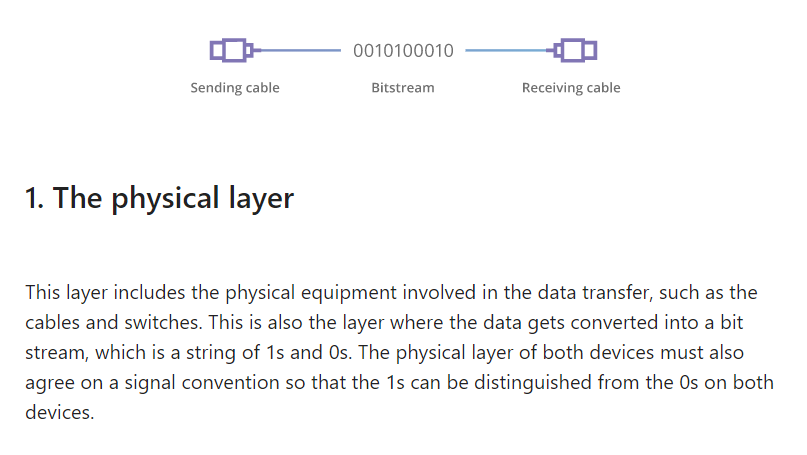 0010100010
Sending cable
Bitstream
Receiving cable
1. The physical layer
This layer includes the physical equipment involved in the data transfer, such as the
cables and switches. This is also the layer where the data gets converted into a bit
stream, which is a string of 1s and 0s. The physical layer of both devices must also
agree on a signal convention so that the 1s can be distinguished from the 0s on both
devices.